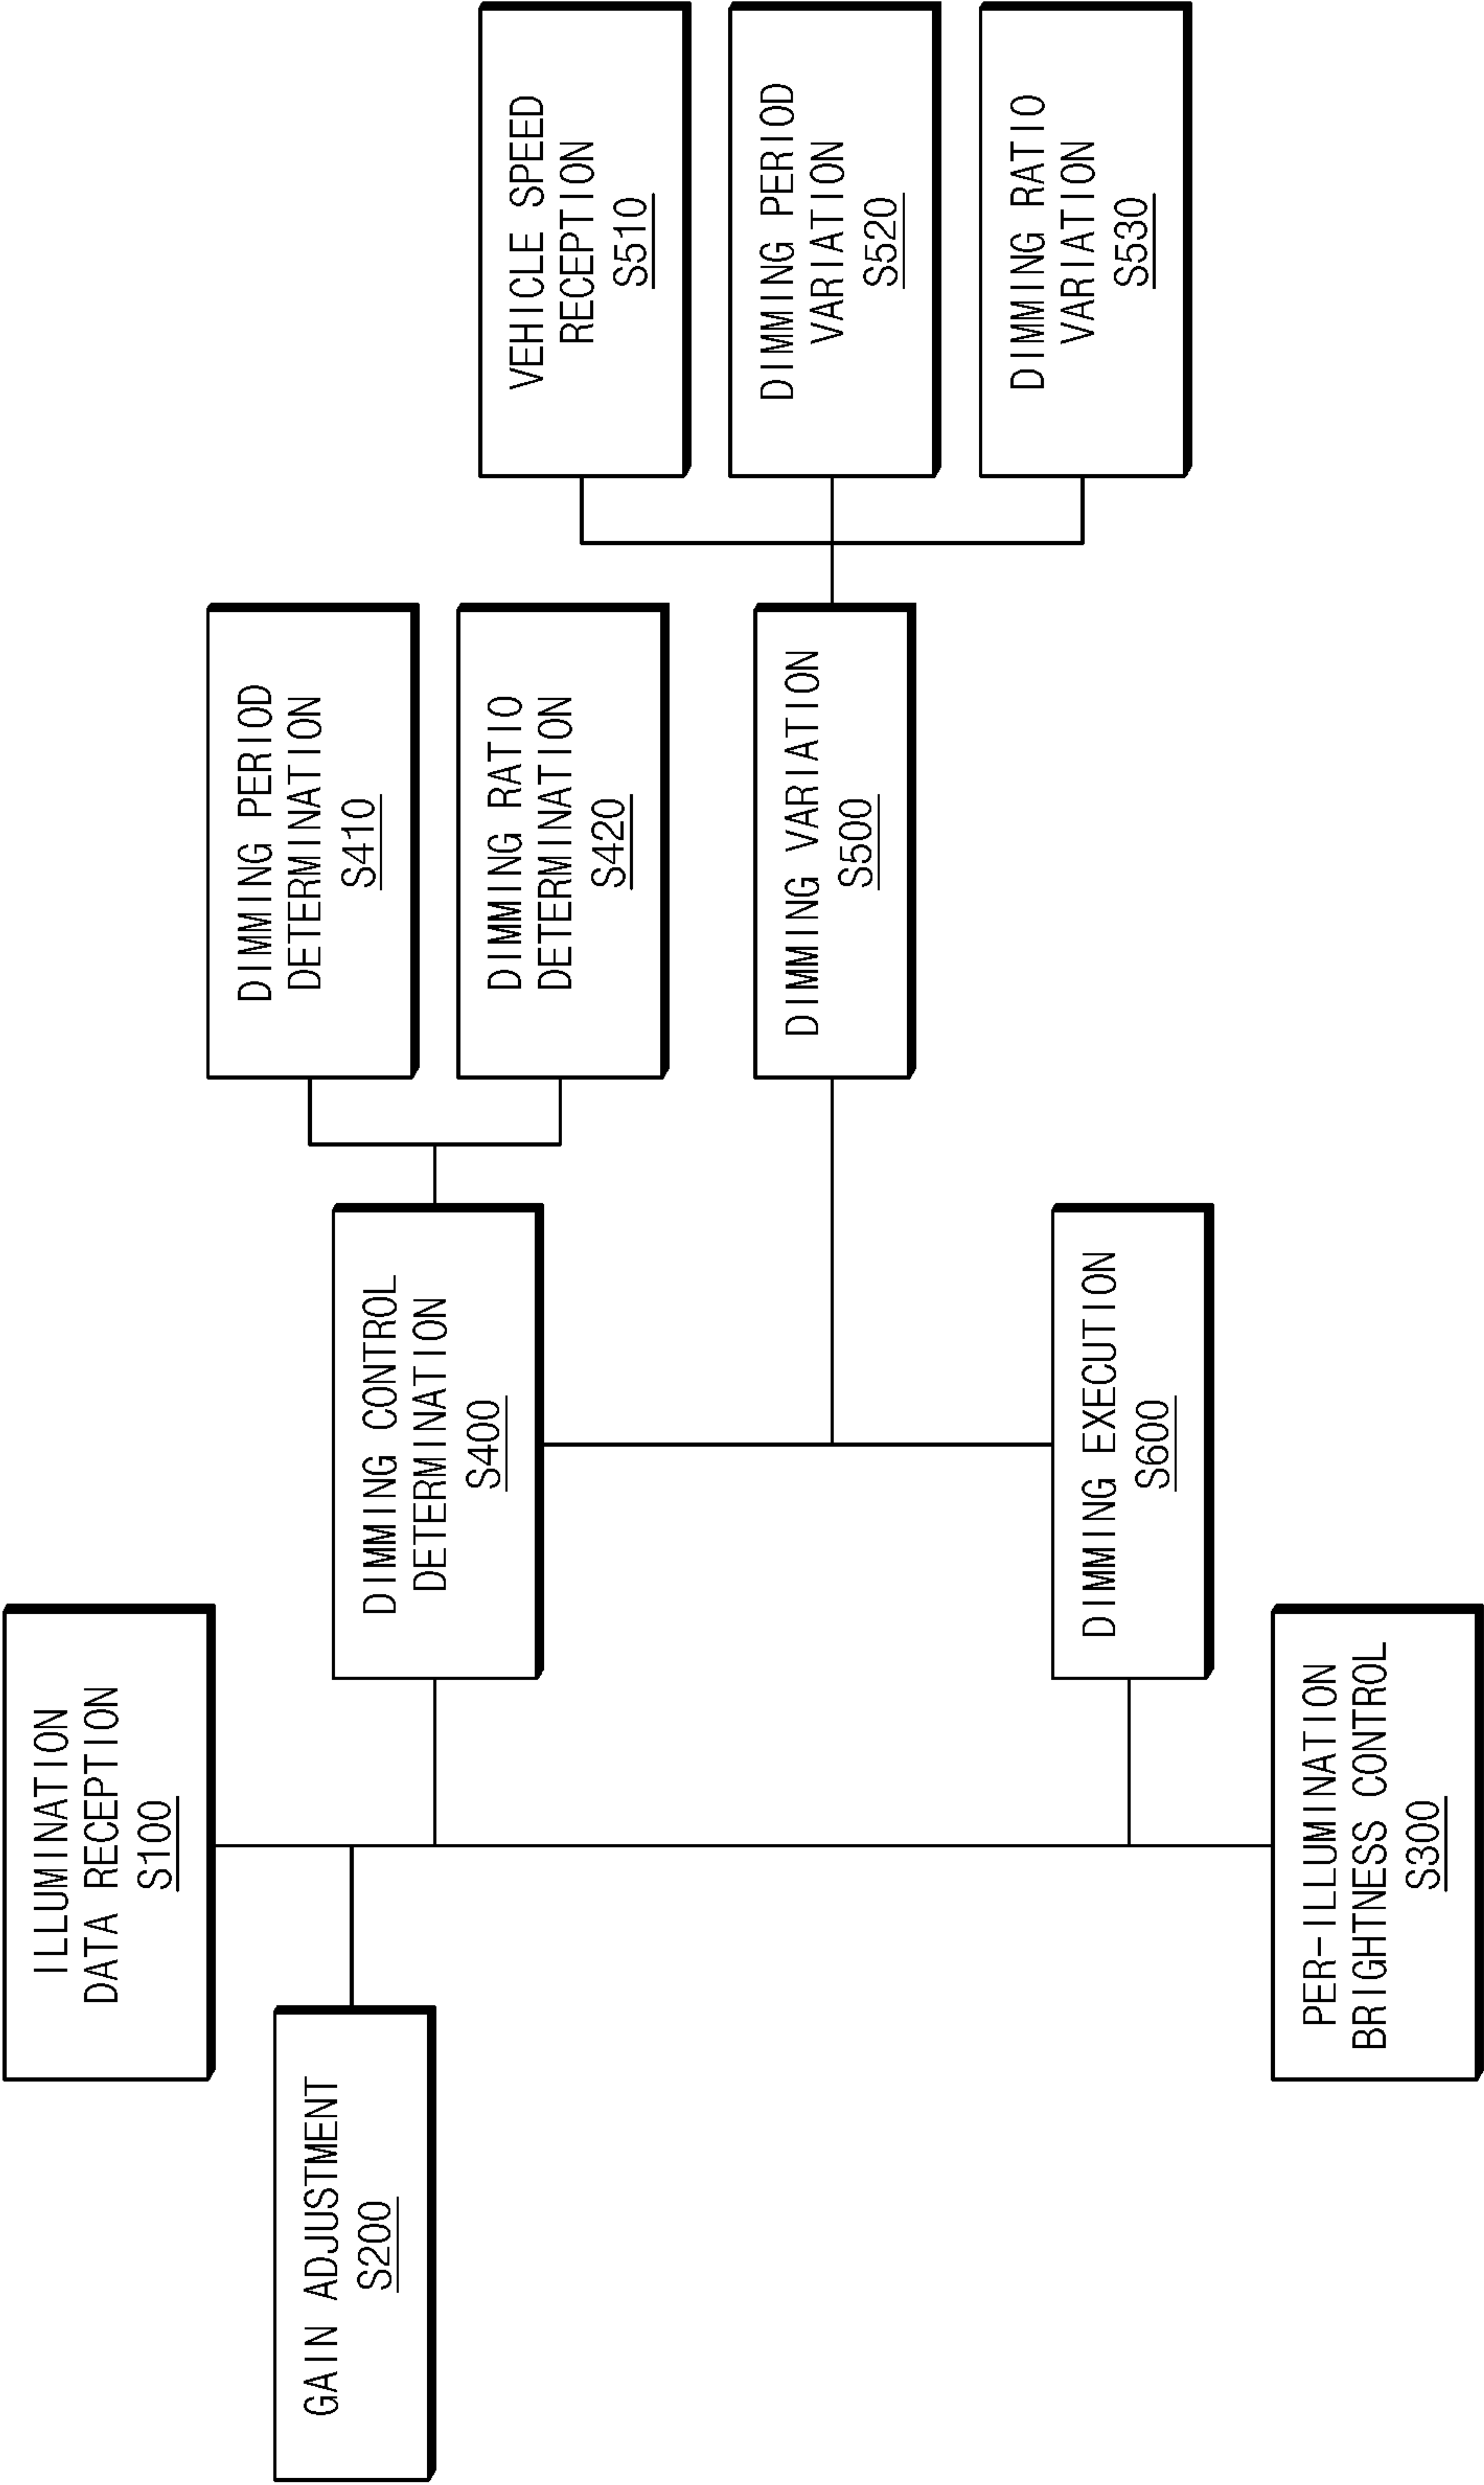 ILLUMINATION
DATA RECEPTION
S100
GAIN ADJUSTMENT
S200
DIMMING CONTROL
DETERMINATION
S400
DIMMING PERIOD
DETERMINATION
S410
DIMMING RATIO
DETERMINATION
S420
DIMMING VARIATION
S500
VEHICLE SPEED
RECEPTION
S510
DIMMING PERIOD
VARIATION
S520
DIMMING RATIO
VARIATION
S530
DIMMING EXECUTION
S600
PER-ILLUMINATION
BRIGHTNESS CONTROL
S300